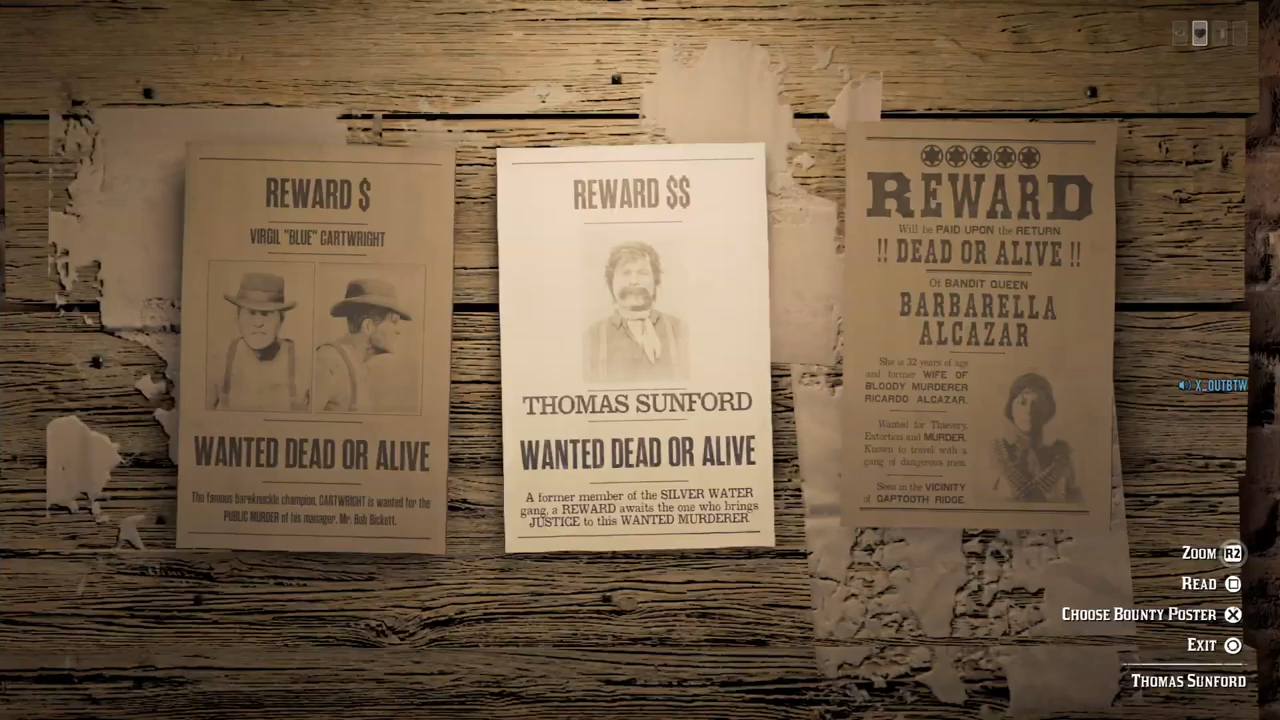 REWARD $
VIRGIL "BLUE" CARTWRIGHT
WANTED DEAD OR ALIVE
The famous bareknuckle champion, CARTWRIGHT is wanted for the
PUBLIC MURDER of his manager, Mr. Bob Bickett.
REWARD $$
THOMAS SUNFORD
WANTED DEAD OR ALIVE
A former member of the SILVER WATER
gang, a REWARD awaits the one who brings
JUSTICE to this WANTED MURDERER
REWARD
Will be PAID UPON the RETURN
!! DEAD OR ALIVE !!
Of BANDIT QUEEN
BARBARELLA
ALCAZAR
She is 32 years of age
and former WIFE OF
BLOODY MURDERER
RICARDO ALCAZAR.
Wanted for Thievery,
Extortion and MURDER.
Known to travel with a
gang of dangerous men.
Seen in the VICINITY
of GAPTOOTH RIDGE.
X_OUTBTW
ZOOM R2
READ
CHOOSE BOUNTY POSTER
EXIT
THOMAS SUNFORD